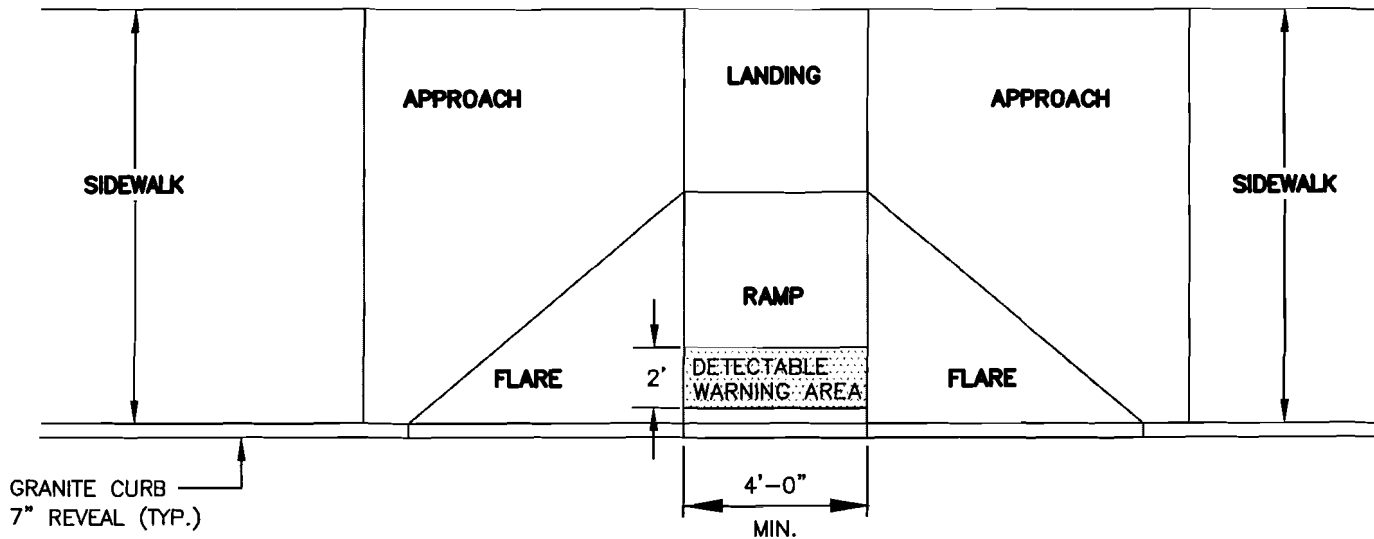 LANDING
APPROACH
APPROACH
SIDEWALK
SIDEWALK
RAMP
FLARE
2'
DETECTABLE
WARNING AREA
FLARE
GRANITE CURB
7" REVEAL (TYP.)
4'-0"
MIN.